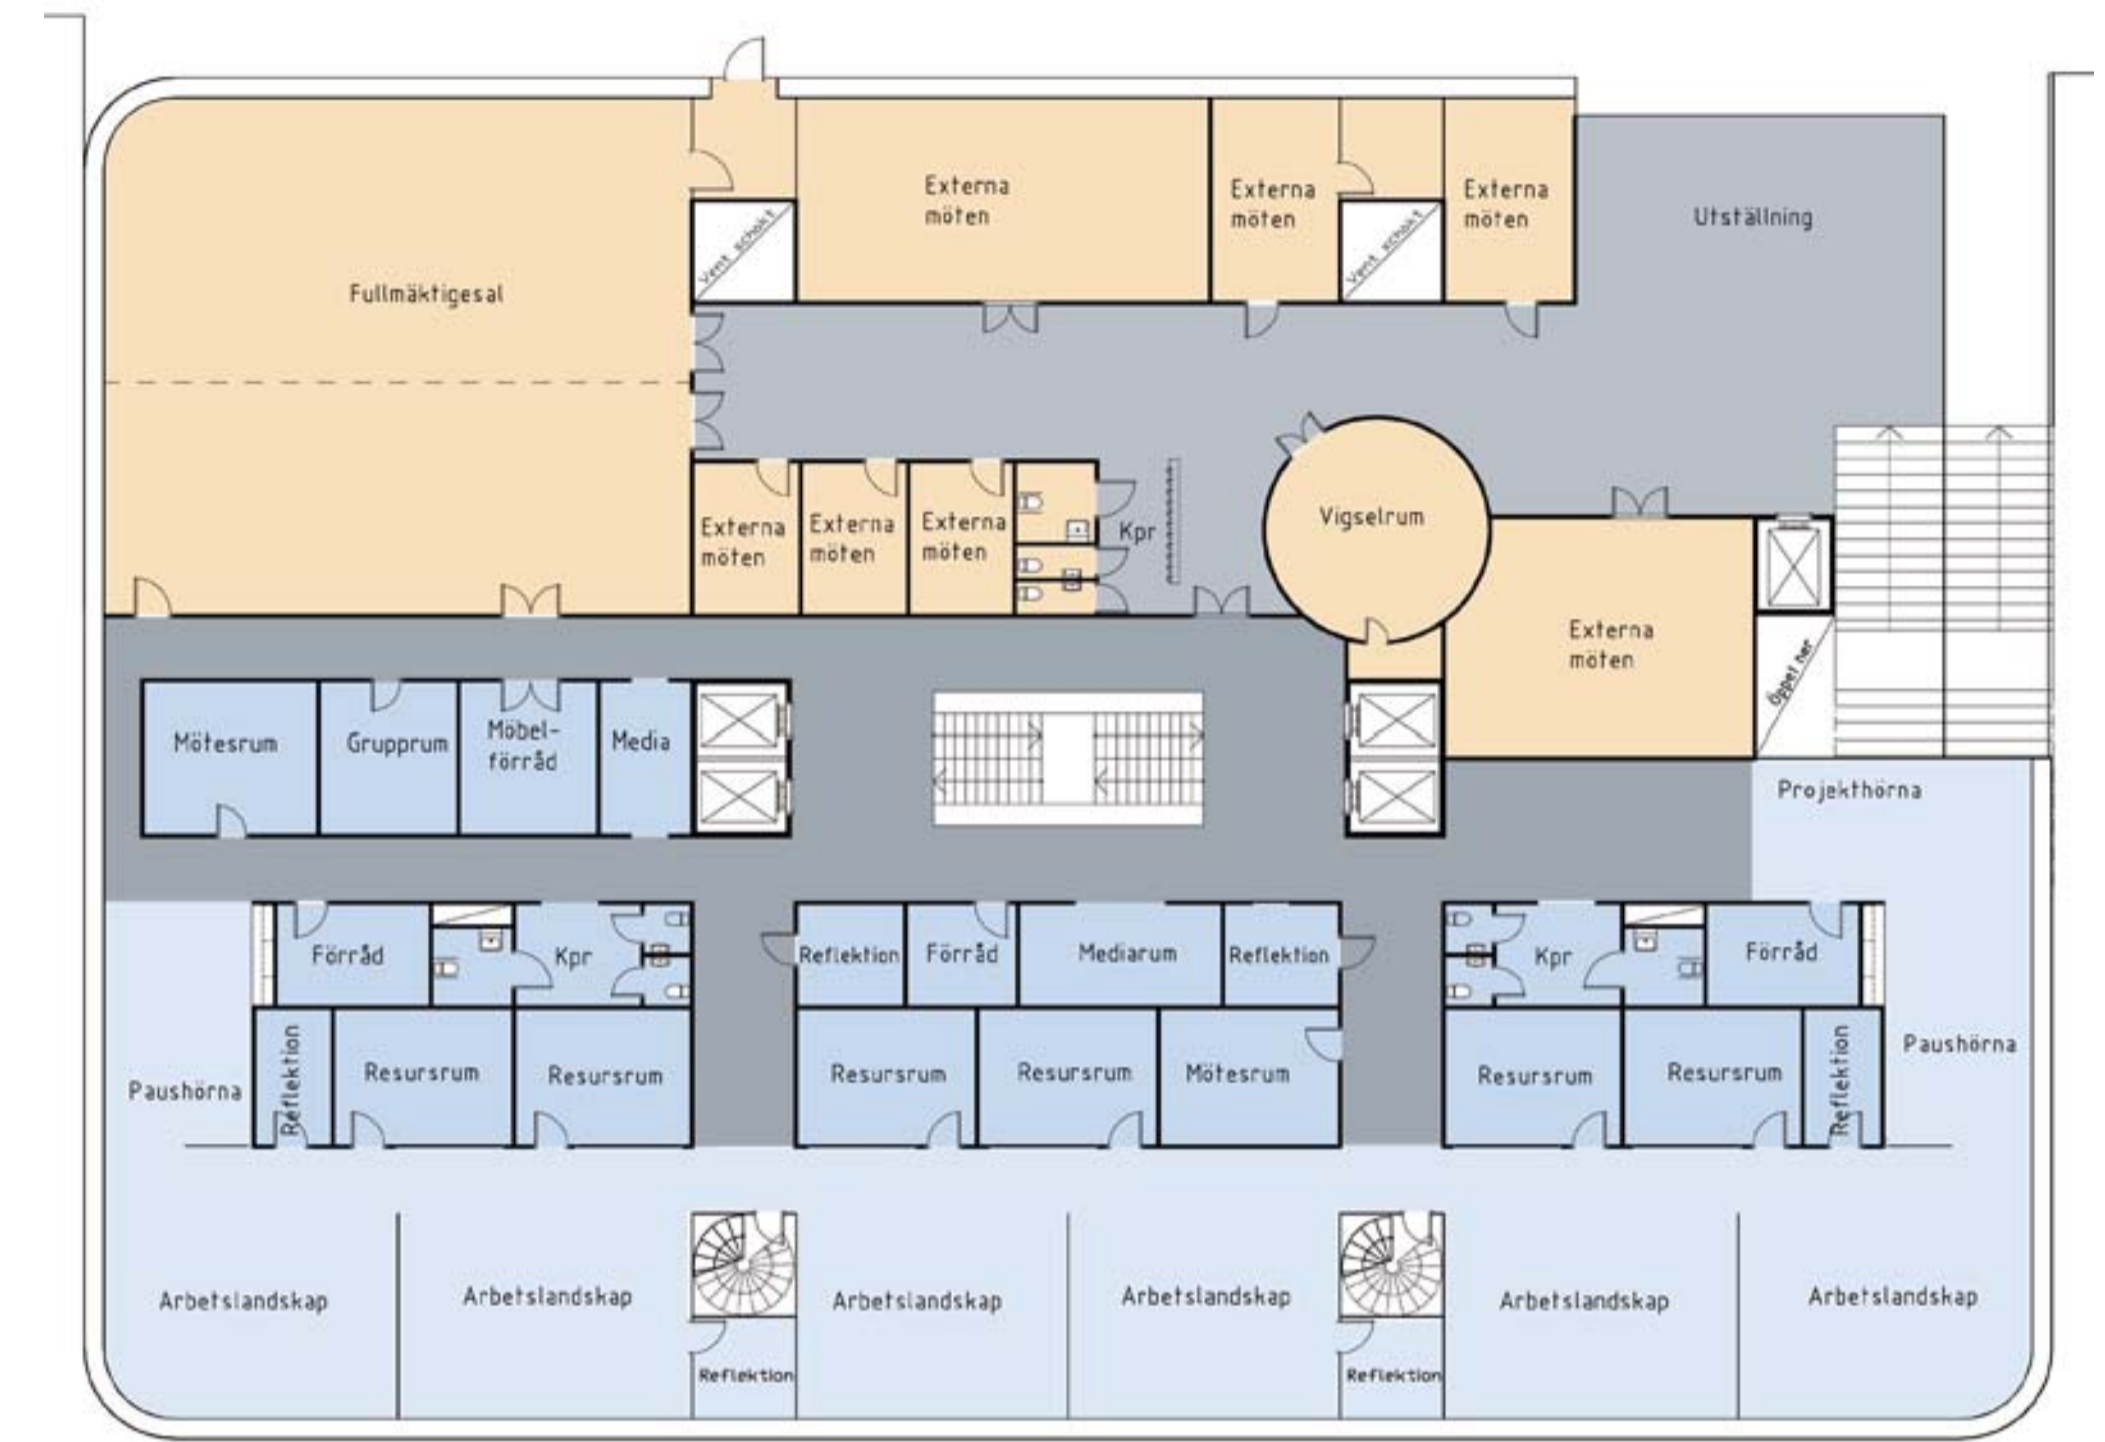 Externa
möten
Externa
möten
Externa
möten
Utställning
Vent schakt
Vent schakt
Fullmäktigesal
Externa
möten
Externa
möten
Externa
möten
Kpr
Vigselrum
Externa
möten
Öppet ner
Mötesrum
Grupprum
Möbel-
förråd
Media
Projekthörna
Förråd
Kpr
Reflektion
Förråd
Mediarum
Reflektion
Kpr
Förråd
Paushörna
Reflektion
Resursrum
Resursrum
Resursrum
Resursrum
Mötesrum
Resursrum
Resursrum
Reflektion
Paushörna
Arbetslandskap
Arbetslandskap
Arbetslandskap
Arbetslandskap
Arbetslandskap
Arbetslandskap
Reflektion
Reflektion